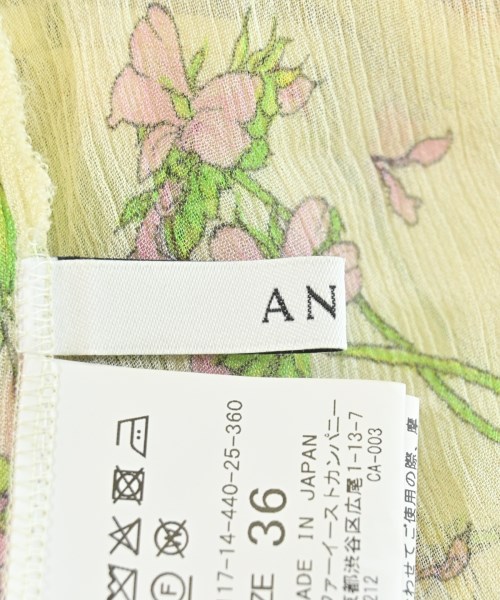 AN
117-14-440-25-360
ZE 36
ADE IN JAPAN
ファーイーストカンパニー
京都渋谷区広尾1-13-7
212 CA-003
わせてご使用の際、摩